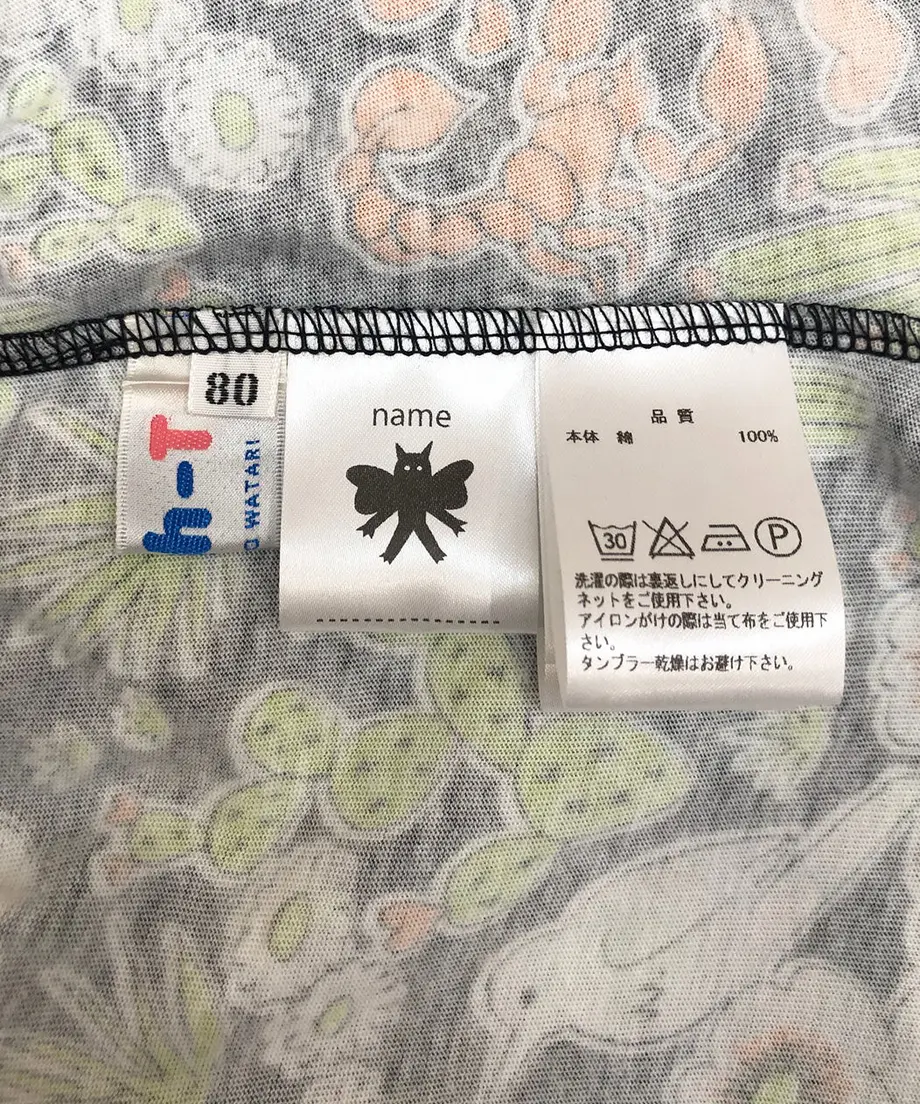 80
h-T
WATARI
name
品質
本体 綿 100%
30
P
洗濯の際は裏返しにしてクリーニング
ネットをご使用下さい。
アイロンがけの際は当て布をご使用下
さい。
タンブラー乾燥はお避け下さい。